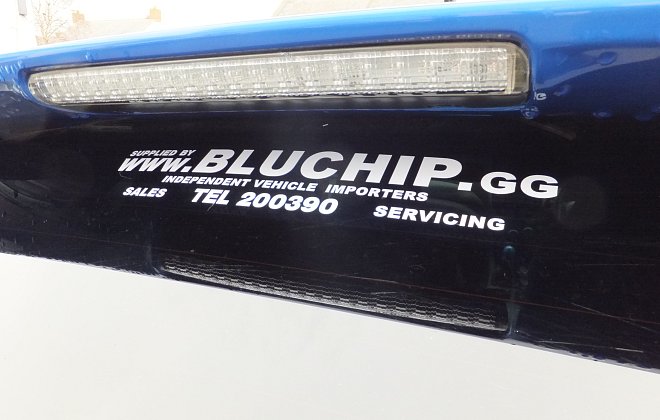 SUPPLIED BY
www.BLUCHIP.GG
INDEPENDENT VEHICLE IMPORTERS
SALES TEL 200390 SERVICING